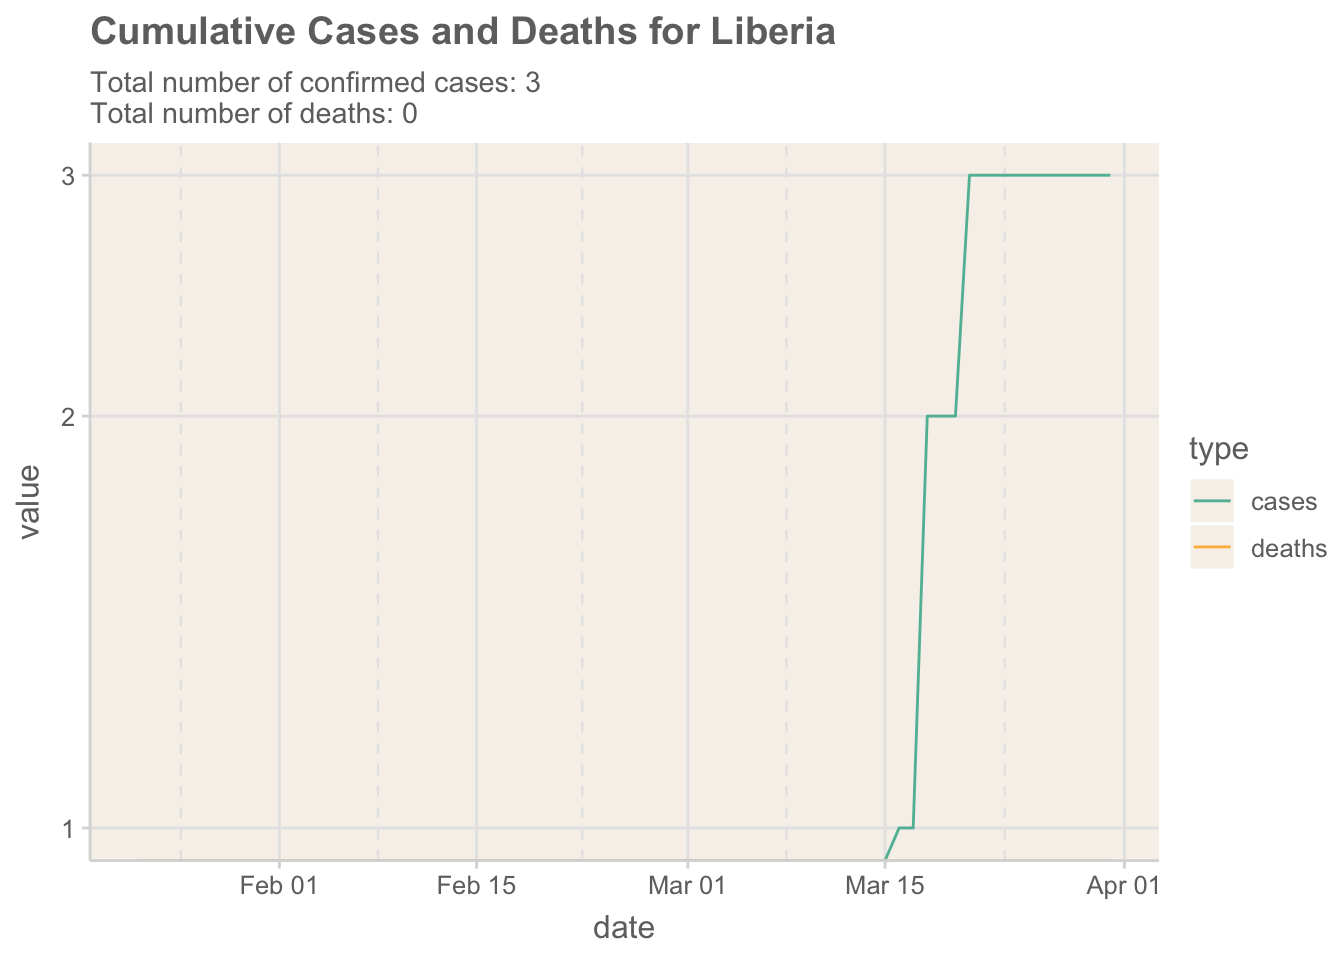 Cumulative Cases and Deaths for Liberia
Total number of confirmed cases: 3
Total number of deaths: 0
3
2
1
value
Feb 01
Feb 15
Mar 01
Mar 15
Apr 01
date
type
cases
deaths